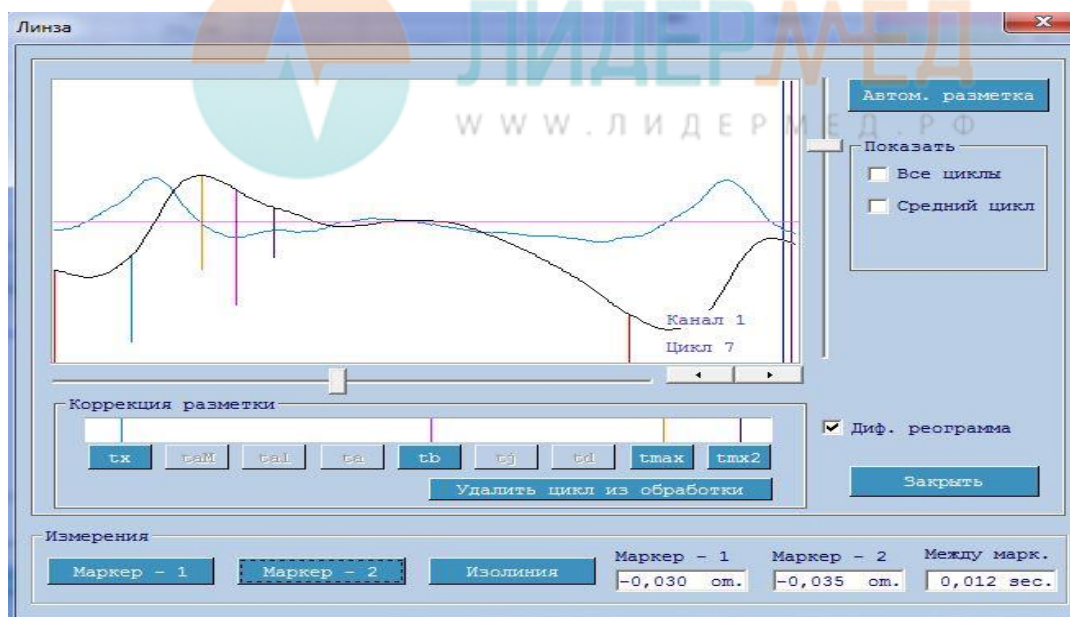 Линза
ЛИДЕРМЕД
WWW.ЛИДЕРМЕД.РФ
Автом. разметка
Показать
Все циклы
Средний цикл
Канал 1
Цикл 7
Коррекция разметки
tx taM ta1 ta tb tj td tmax tmx2
Удалить цикл из обработки
Диф. реограмма
Закрыть
Измерения
Маркер - 1 Маркер - 2 Изолиния
Маркер - 1 Маркер - 2 Между марк.
-0,030 om. -0,035 om. 0,012 sec.